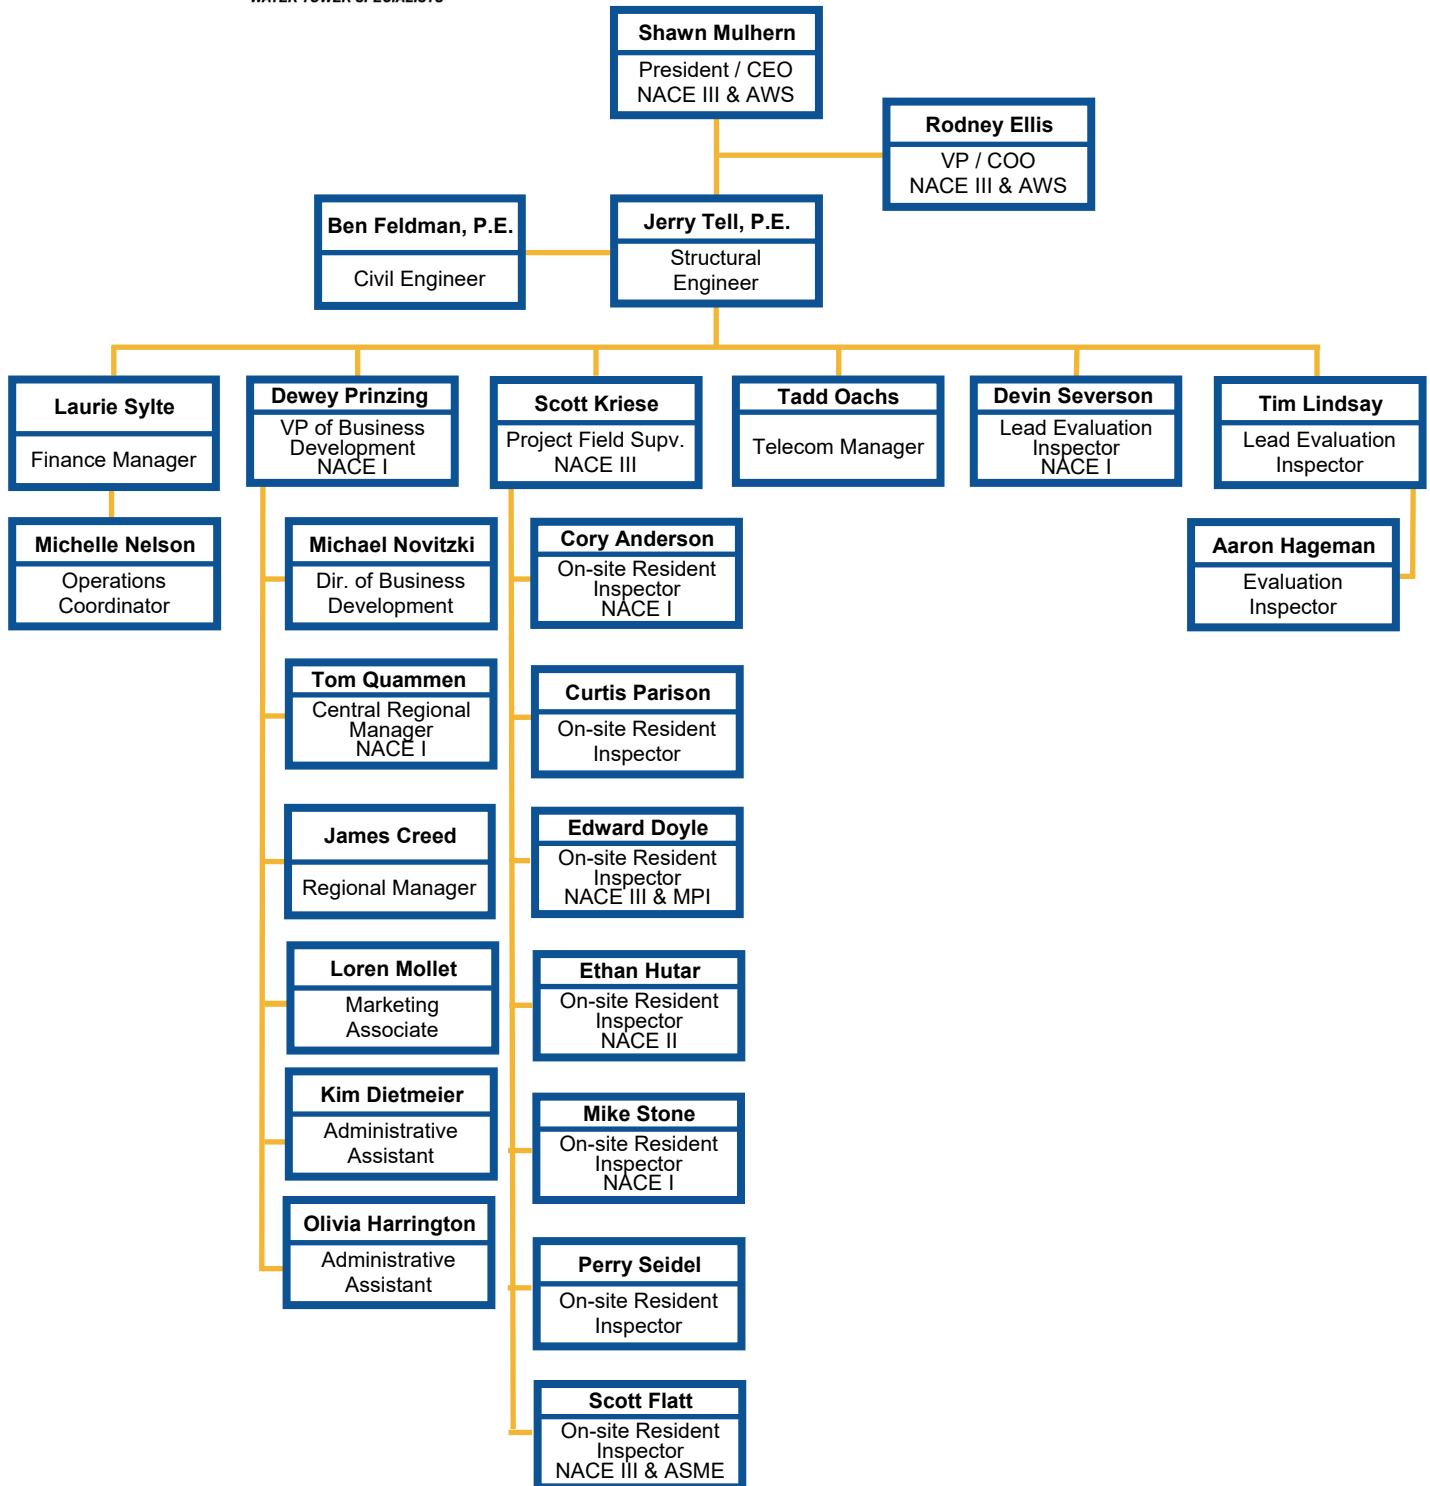 WATER TOWER SPECIALISTS
Shawn Mulhern
President / CEO
NACE III & AWS
Rodney Ellis
VP / COO
NACE III & AWS
Ben Feldman, P.E.
Civil Engineer
Jerry Tell, P.E.
Structural
Engineer
Laurie Sylte
Finance Manager
Dewey Prinzing
VP of Business
Development
NACE I
Scott Kriese
Project Field Supv.
NACE III
Tadd Oachs
Telecom Manager
Devin Severson
Lead Evaluation
Inspector
NACE I
Tim Lindsay
Lead Evaluation
Inspector
Michelle Nelson
Operations
Coordinator
Michael Novitzki
Dir. of Business
Development
Tom Quammen
Central Regional
Manager
NACE I
James Creed
Regional Manager
Loren Mollet
Marketing
Associate
Kim Dietmeier
Administrative
Assistant
Olivia Harrington
Administrative
Assistant
Cory Anderson
On-site Resident
Inspector
NACE I
Curtis Parison
On-site Resident
Inspector
Edward Doyle
On-site Resident
Inspector
NACE III & MPI
Ethan Hutar
On-site Resident
Inspector
NACE II
Mike Stone
On-site Resident
Inspector
NACE I
Perry Seidel
On-site Resident
Inspector
Scott Flatt
On-site Resident
Inspector
NACE III & ASME
Aaron Hageman
Evaluation
Inspector